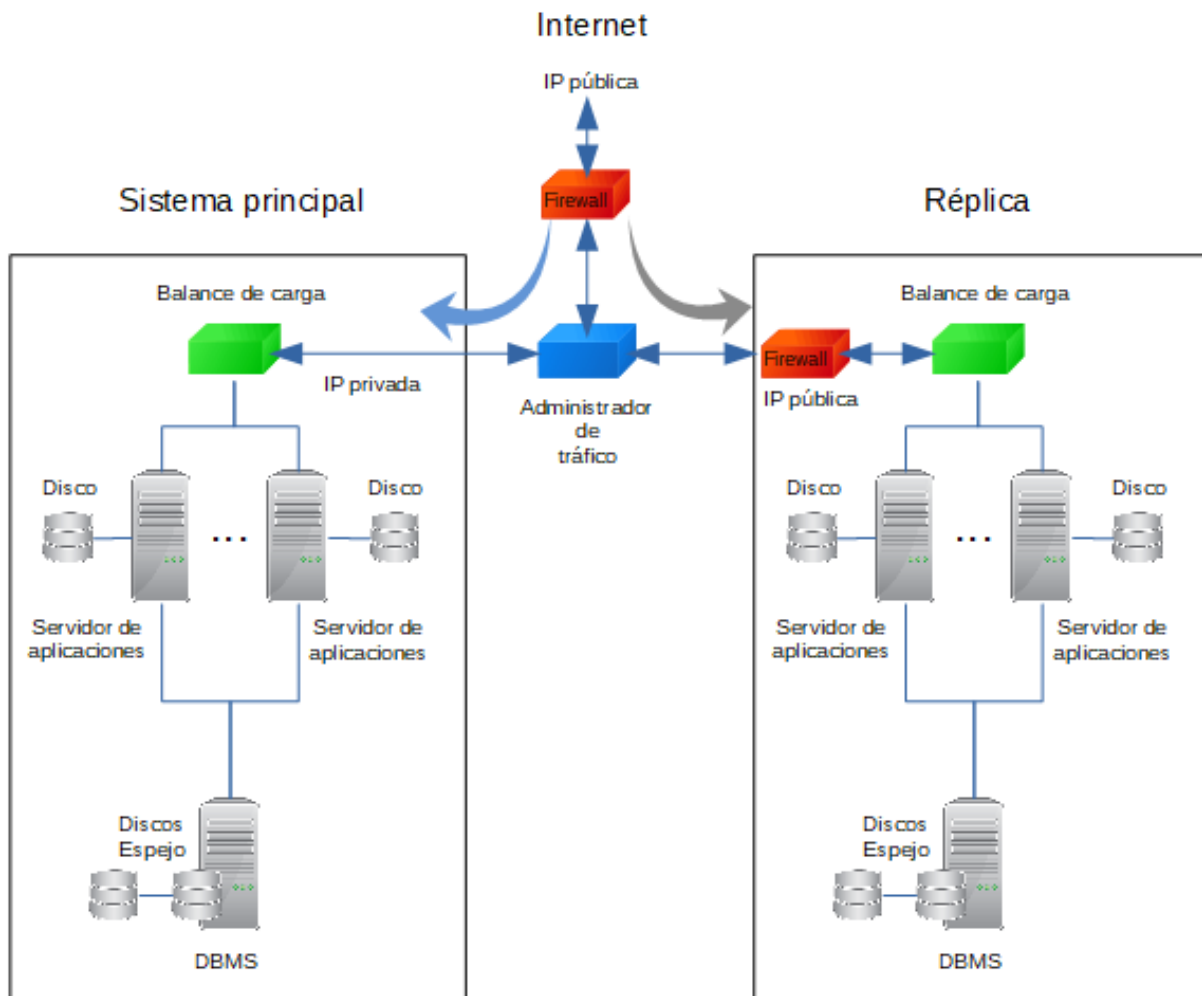 Internet
IP pública
Firewall
Sistema principal
Réplica
Balance de carga
IP privada
Administrador
de
tráfico
Firewall
IP pública
Balance de carga
Disco
Disco
...
Servidor de
aplicaciones
Servidor de
aplicaciones
Disco
Disco
...
Servidor de
aplicaciones
Servidor de
aplicaciones
Discos
Espejo
DBMS
Discos
Espejo
DBMS